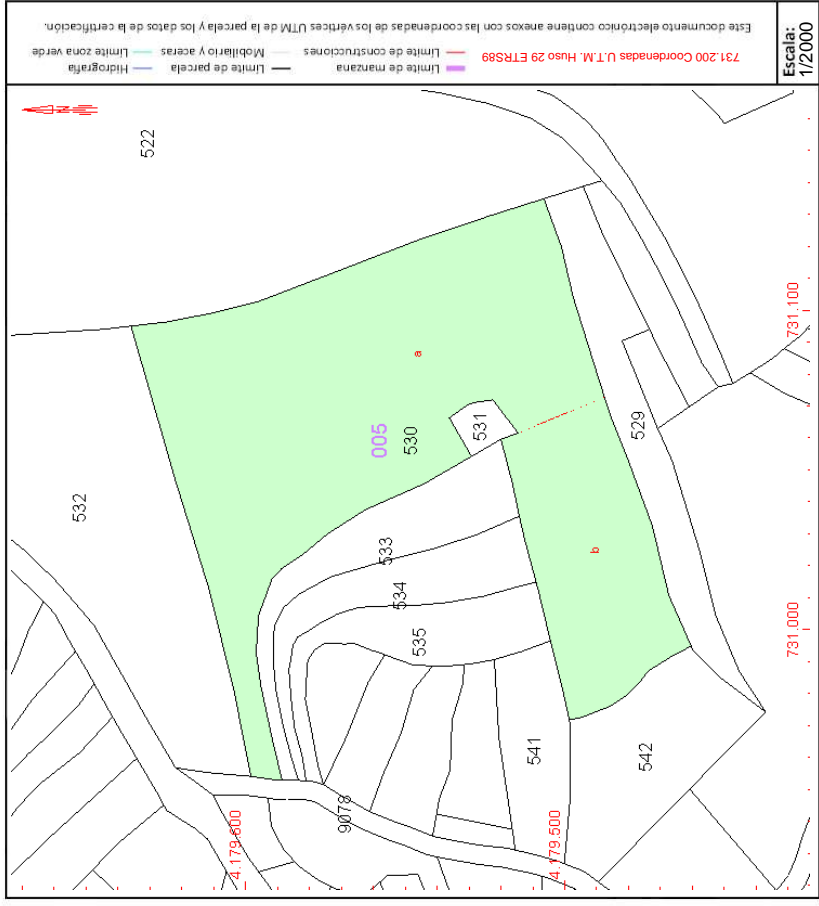 Este documento electrónico contiene anexos con las coordenadas de los vértices UTM de la parcela y los datos de la certificación.
731.200 Coordenadas U.T.M. Huso 29 ETRS89
Límite de manzana
Límite de construcciones
Límite de parcela
Mobiliario y aceras
Hidrografía
Límite zona verde
Escala:
1/2000
N
522
532
a
731.100
005
530
531
529
533
534
b
535
731.000
541
542
9078
4.179.600
4.179.500